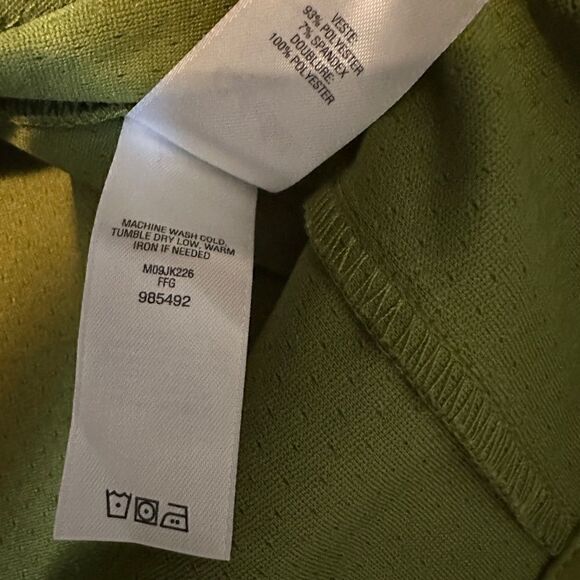 VESTE:
93% POLYESTER
7% SPANDEX
DOUBLURE:
100% POLYESTER
MACHINE WASH COLD,
TUMBLE DRY LOW, WARM
IRON IF NEEDED
M09JK226
FFG
985492